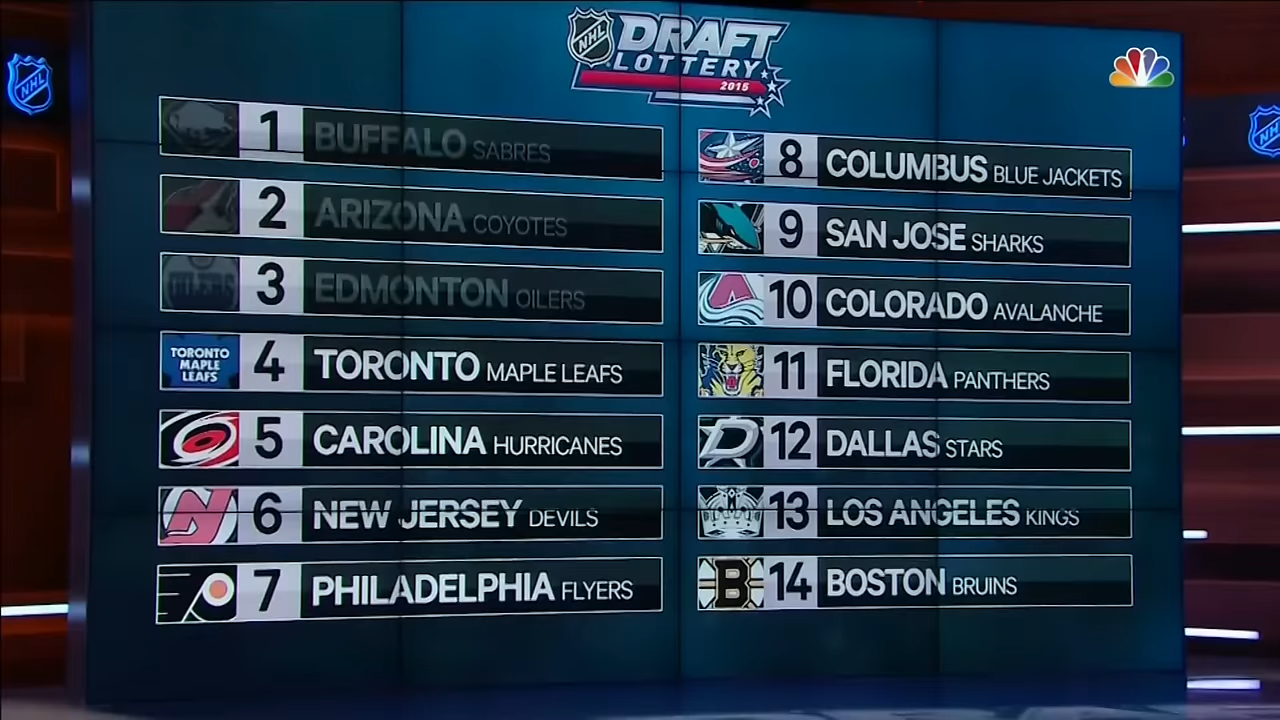 NHL
DRAFT
LOTTERY
2015
1 BUFFALO SABRES
2 ARIZONA COYOTES
OILERS
3 EDMONTON OILERS
TORONTO
MAPLE
LEAFS
4 TORONTO MAPLE LEAFS
5 CAROLINA HURRICANES
6 NEW JERSEY DEVILS
7 PHILADELPHIA FLYERS
8 COLUMBUS BLUE JACKETS
9 SAN JOSE SHARKS
10 COLORADO AVALANCHE
11 FLORIDA PANTHERS
12 DALLAS STARS
13 LOS ANGELES KINGS
B
14 BOSTON BRUINS
NHL
NHL